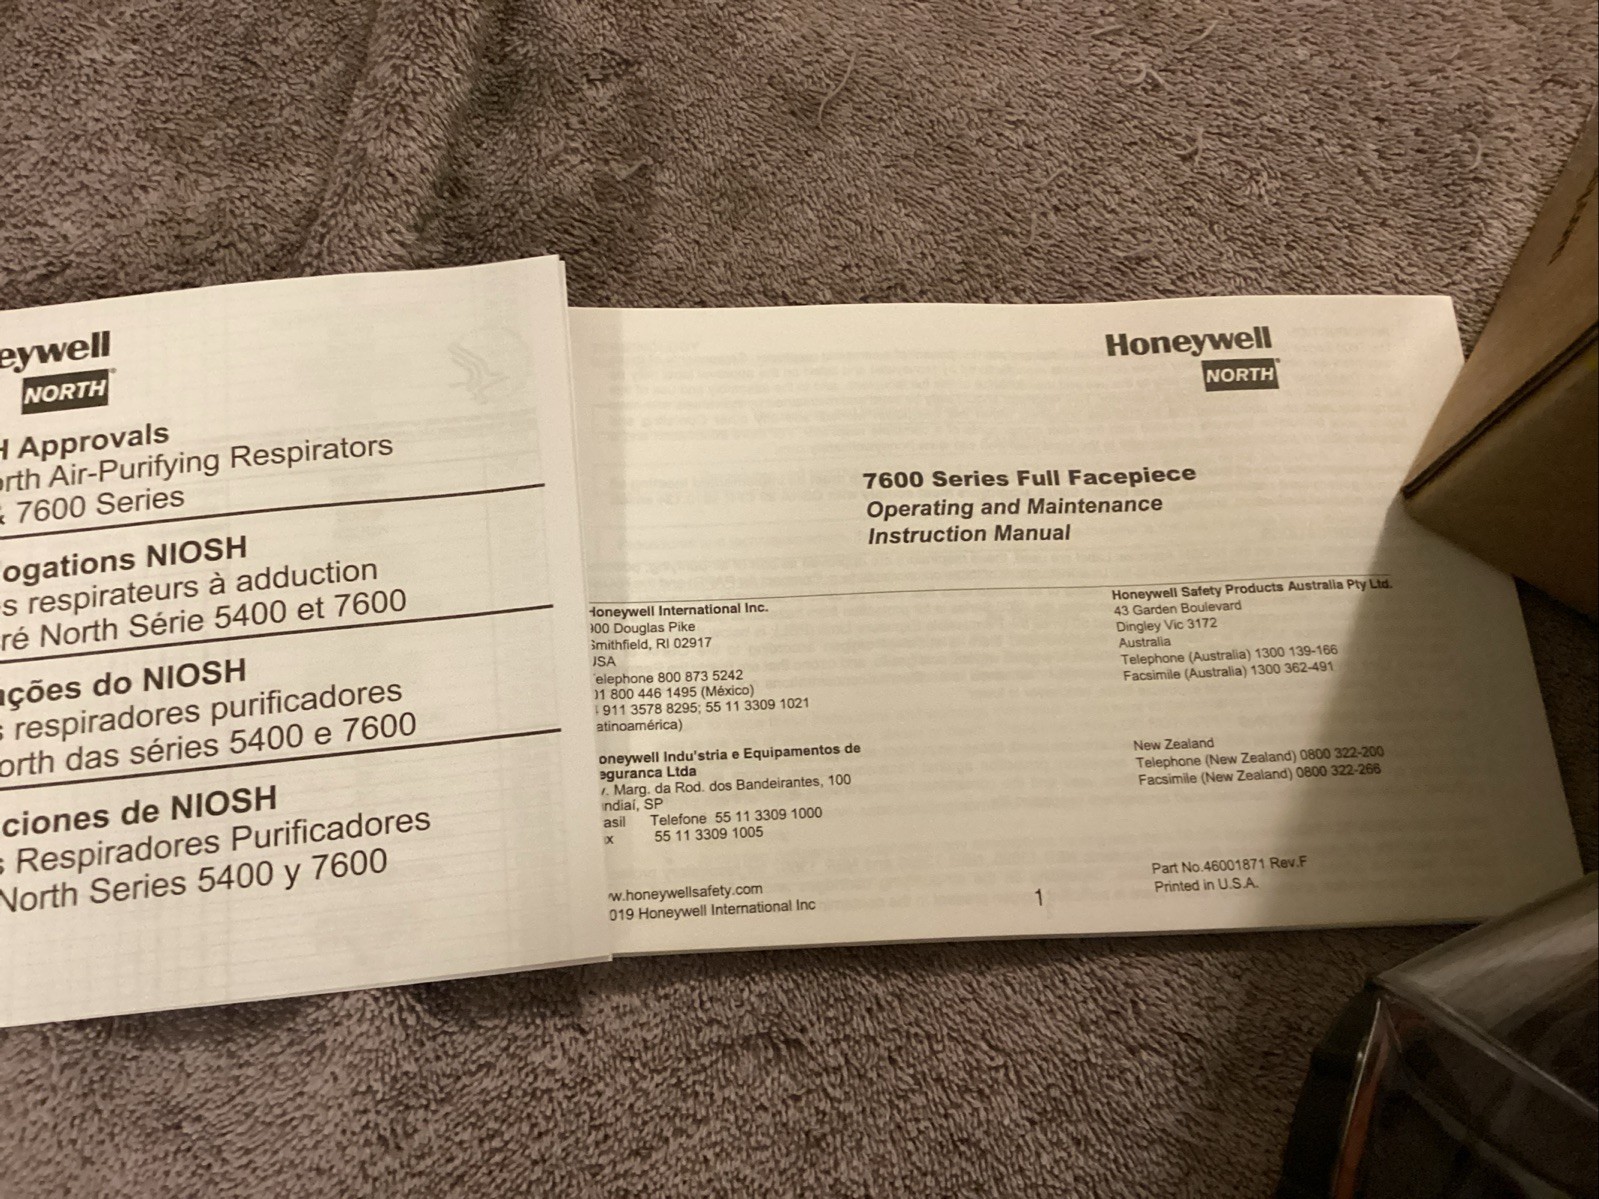 eywell
NORTH
H Approvals
orth Air-Purifying Respirators
& 7600 Series
ogations NIOSH
s respirateurs à adduction
ré North Série 5400 et 7600
ações do NIOSH
s respiradores purificadores
orth das séries 5400 e 7600
ciones de NIOSH
s Respiradores Purificadores
North Series 5400 y 7600
Honeywell
NORTH
7600 Series Full Facepiece
Operating and Maintenance
Instruction Manual
Honeywell International Inc.
900 Douglas Pike
Smithfield, RI 02917
USA
elephone 800 873 5242
01 800 446 1495 (México)
911 3578 8295; 55 11 3309 1021
atinoamérica)
oneywell Indu'stria e Equipamentos de
eguranca Ltda
v. Marg. da Rod. dos Bandeirantes, 100
ndiaí, SP
asil Telefone 55 11 3309 1000
x 55 11 3309 1005
w.honeywellsafety.com
019 Honeywell International Inc
1
Honeywell Safety Products Australia Pty Ltd.
43 Garden Boulevard
Dingley Vic 3172
Australia
Telephone (Australia) 1300 139-166
Facsimile (Australia) 1300 362-491
New Zealand
Telephone (New Zealand) 0800 322-200
Facsimile (New Zealand) 0800 322-266
Part No.46001871 Rev.F
Printed in U.S.A.